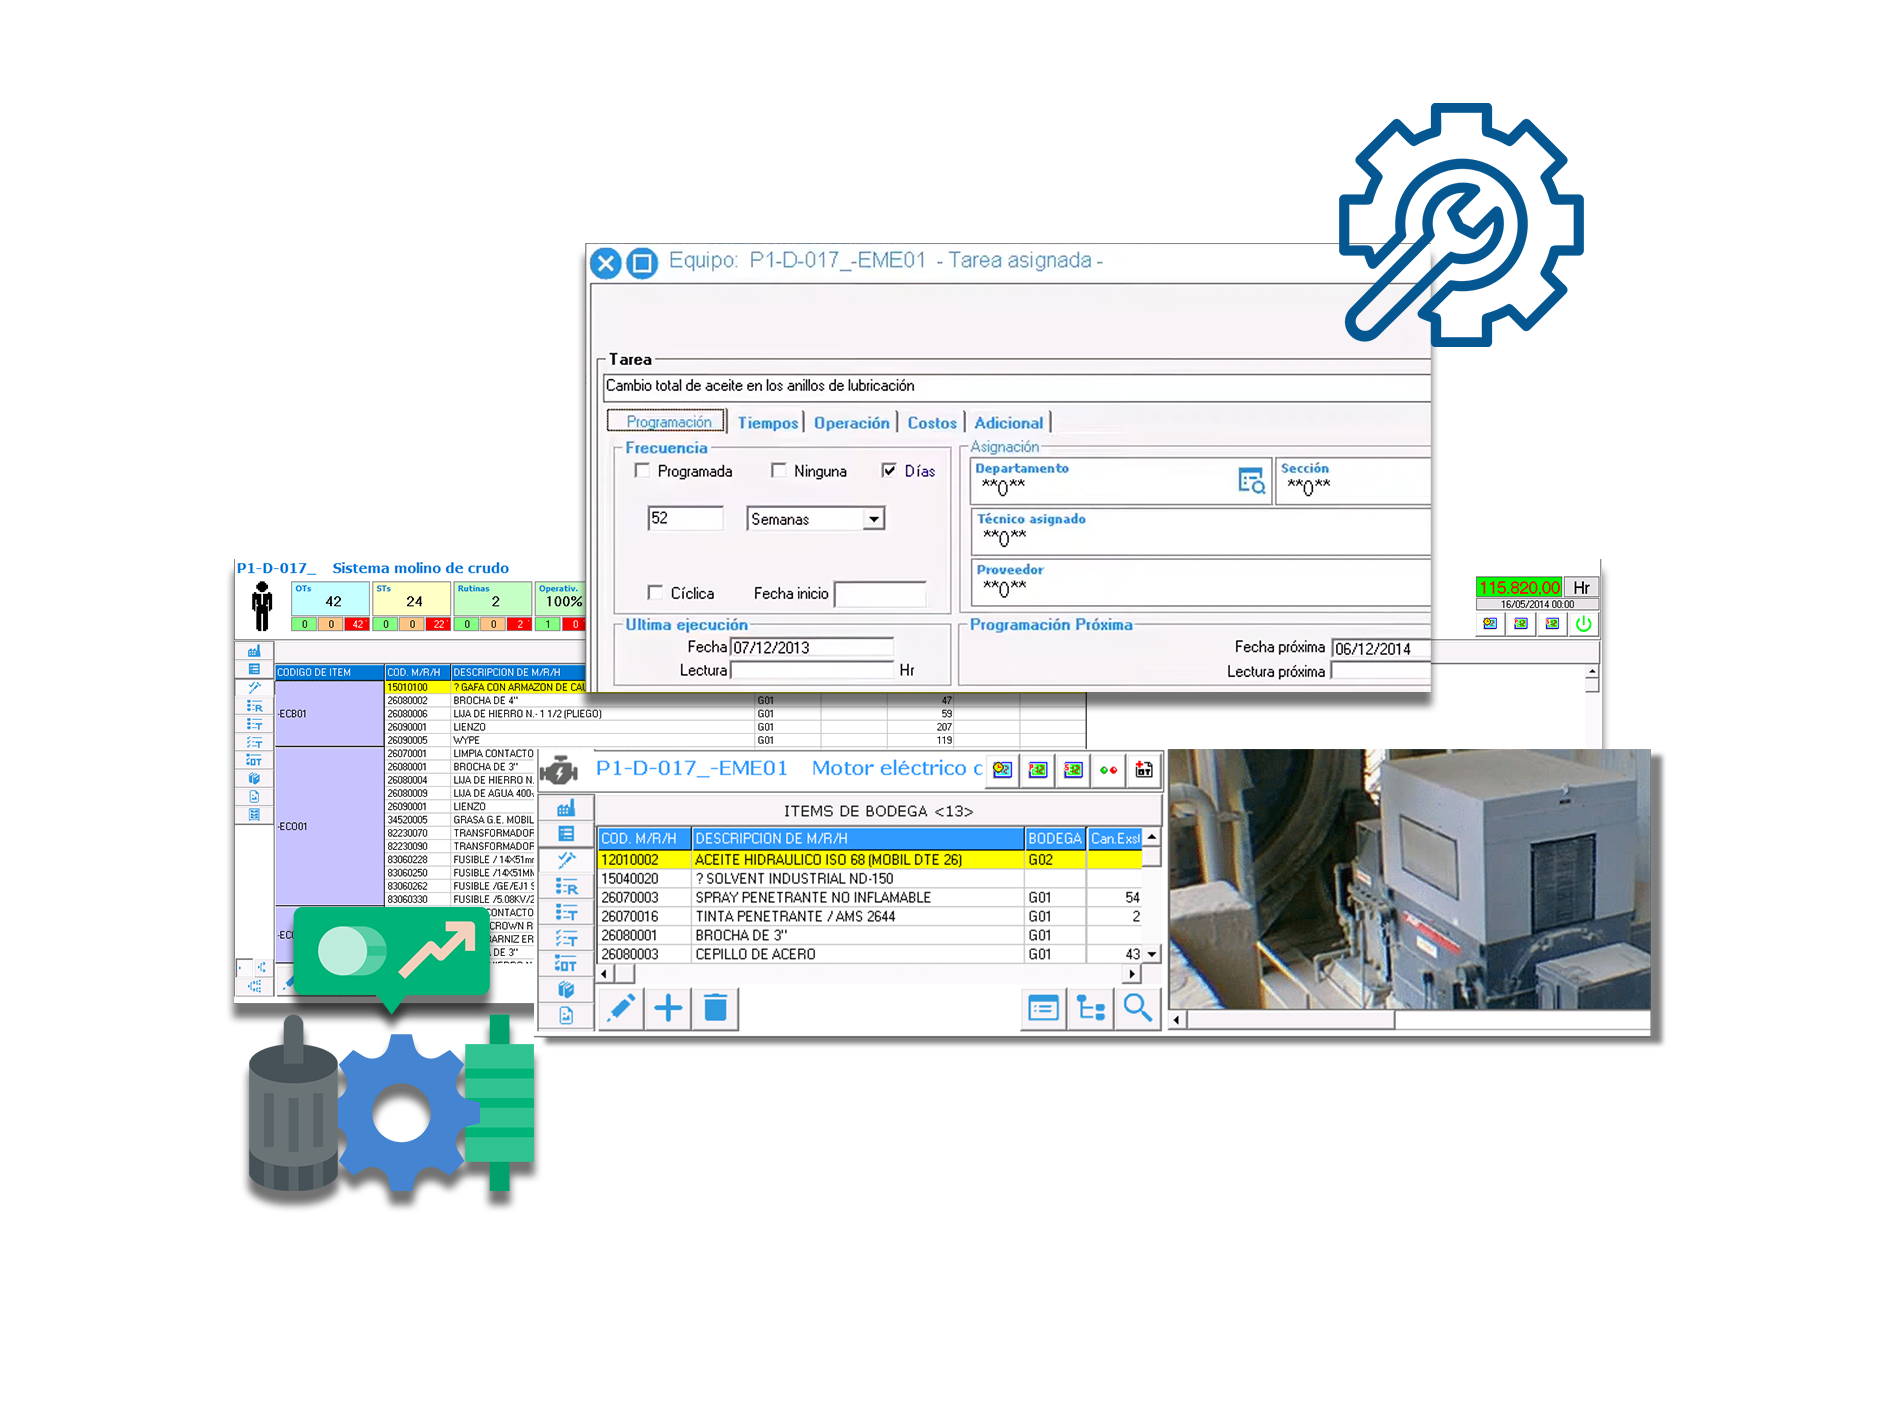 Equipo: P1-D-017_-EME01 - Tarea asignada -
Tarea
Cambio total de aceite en los anillos de lubricación
Programación Tiempos Operación Costos Adicional
Frecuencia
Programada Ninguna Días
52 Semanas
Cíclica Fecha inicio
Asignación
Departamento
**0**
Sección
**0**
Técnico asignado
**0**
Proveedor
**0**
Ultima ejecución
Fecha 07/12/2013
Lectura Hr
Programación Próxima
Fecha próxima 06/12/2014
Lectura próxima
P1-D-017_ Sistema molino de crudo
OTs 42
0 0 42
STs 24
0 0 22
Rutinas 2
0 0 2
Operativ. 100%
1 0
115.820,00 Hr
16/05/2014 00:00
CODIGO DE ITEM COD. M/R/H DESCRIPCION DE M/R/H
15010100 ? GAFA CON ARMAZON DE
-ECB01
26080002 BROCHA DE 4" G01 47
26080006 LIJA DE HIERRO N.- 1 1/2 (PLIEGO) G01 59
26090001 LIENZO G01 207
26090005 WYPE G01 119
-ECO01
26070001 LIMPIA CONTACTO
26080001 BROCHA DE 3"
26080004 LIJA DE HIERRO N.
26080009 LIJA DE AGUA 400
26090001 LIENZO
34520005 GRASA G.E. MOBIL
82230070 TRANSFORMADOR
82230090 TRANSFORMADOR
83060228 FUSIBLE / 14X51m
83060250 FUSIBLE /14X51M
83060262 FUSIBLE /GE/EJ1 S
83060330 FUSIBLE /5.08KV/2
CONTACTO
CROWN R
ARNIZ ER
DE 3"
P1-D-017_-EME01 Motor eléctrico c
ITEMS DE BODEGA <13>
COD. M/R/H DESCRIPCION DE M/R/H BODEGA Can.Exs
12010002 ACEITE HIDRAULICO ISO 68 (MOBIL DTE 26) G02
15040020 ? SOLVENT INDUSTRIAL ND-150
26070003 SPRAY PENETRANTE NO INFLAMABLE G01 54
26070016 TINTA PENETRANTE / AMS 2644 G01 2
26080001 BROCHA DE 3" G01
26080003 CEPILLO DE ACERO G01 43